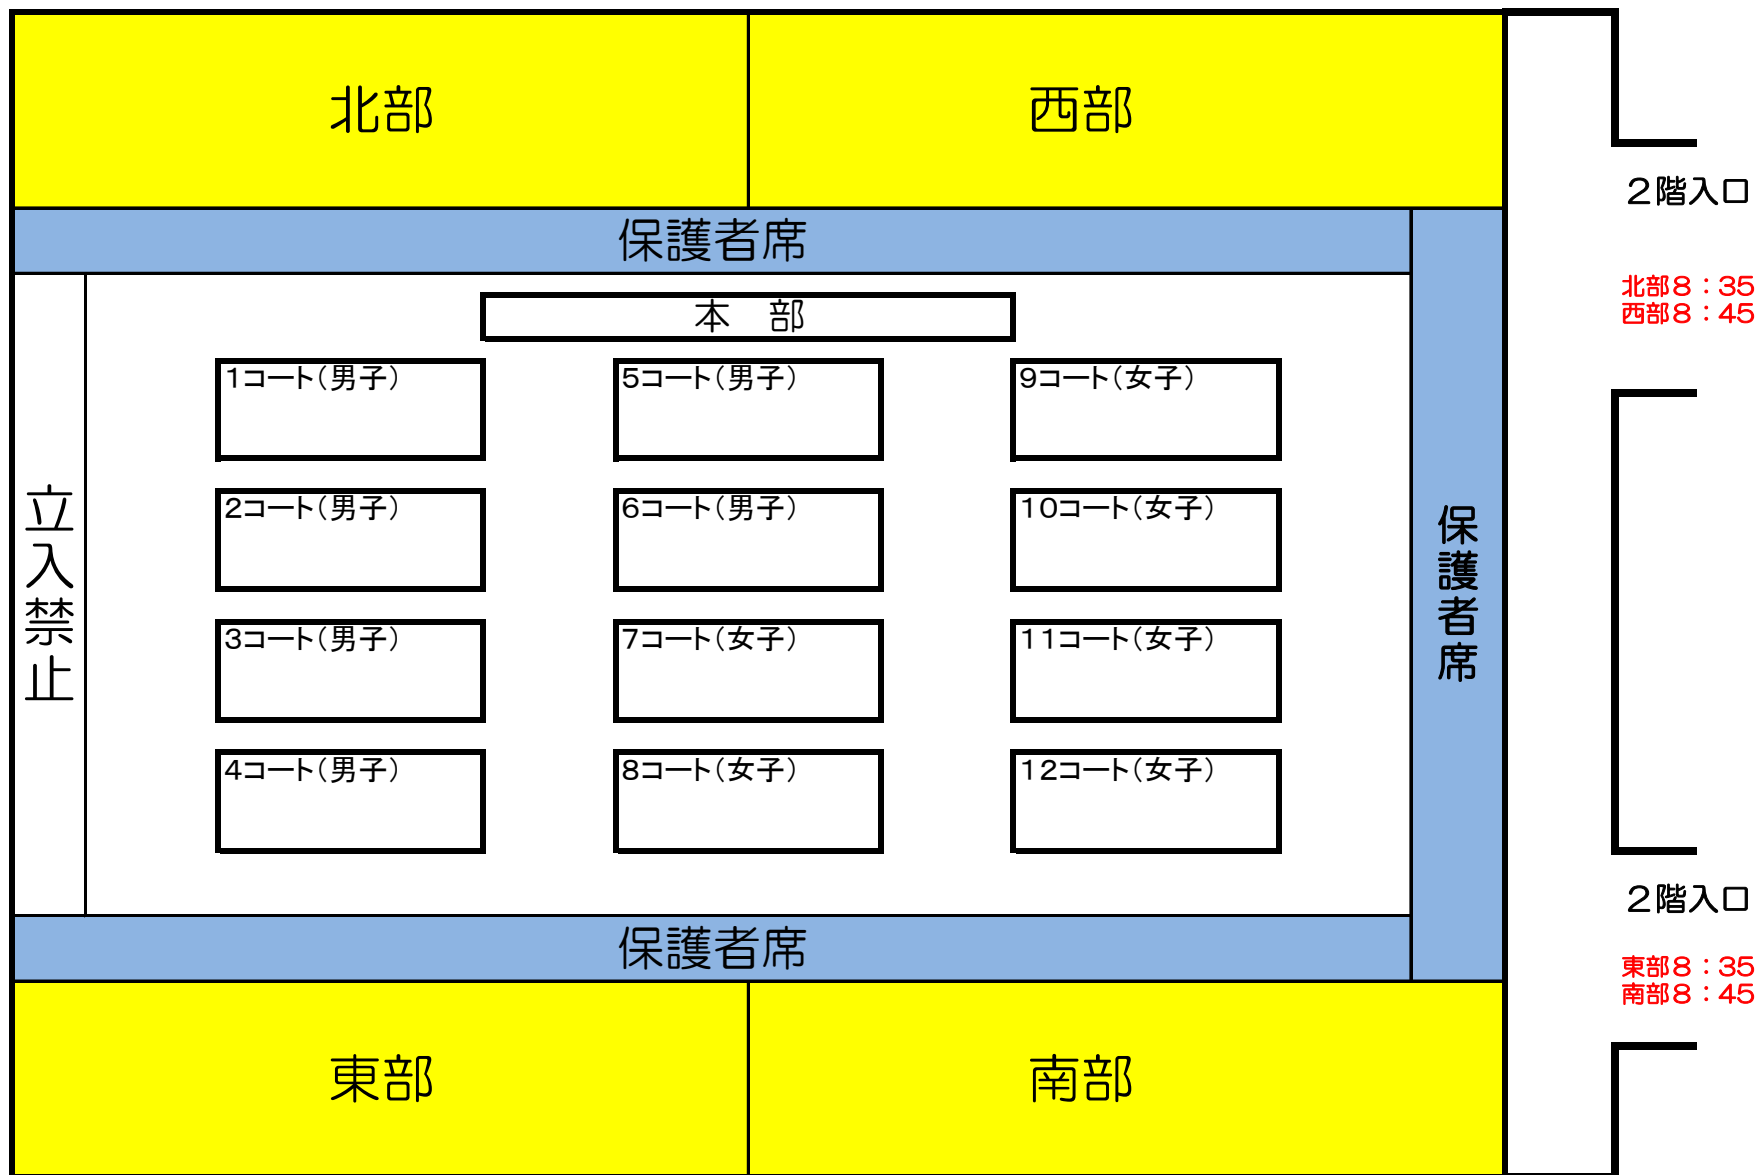 北部
西部
２階入口
保護者席
北部８：３５
西部８：４５
本　部
1コート（男子）
5コート（男子）
9コート（女子）
2コート（男子）
6コート（男子）
10コート（女子）
立入禁止
保護者席
3コート（男子）
7コート（女子）
11コート（女子）
4コート（男子）
8コート（女子）
12コート（女子）
２階入口
保護者席
東部８：３５
南部８：４５
東部
南部